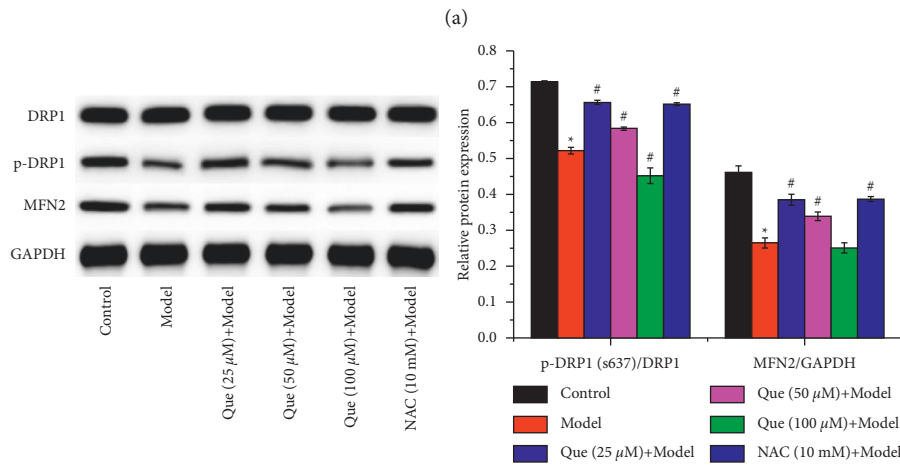 (a)
DRP1
p-DRP1
MFN2
GAPDH
Control
Model
Que (25 µM)+Model
Que (50 µM)+Model
Que (100 µM)+Model
NAC (10 mM)+Model
Relative protein expression
0.8
0.7
0.6
0.5
0.4
0.3
0.2
0.1
0.0
*
#
#
#
#
*
#
#
#
p-DRP1 (s637)/DRP1
MFN2/GAPDH
Control
Model
Que (25 µM)+Model
Que (50 µM)+Model
Que (100 µM)+Model
NAC (10 mM)+Model